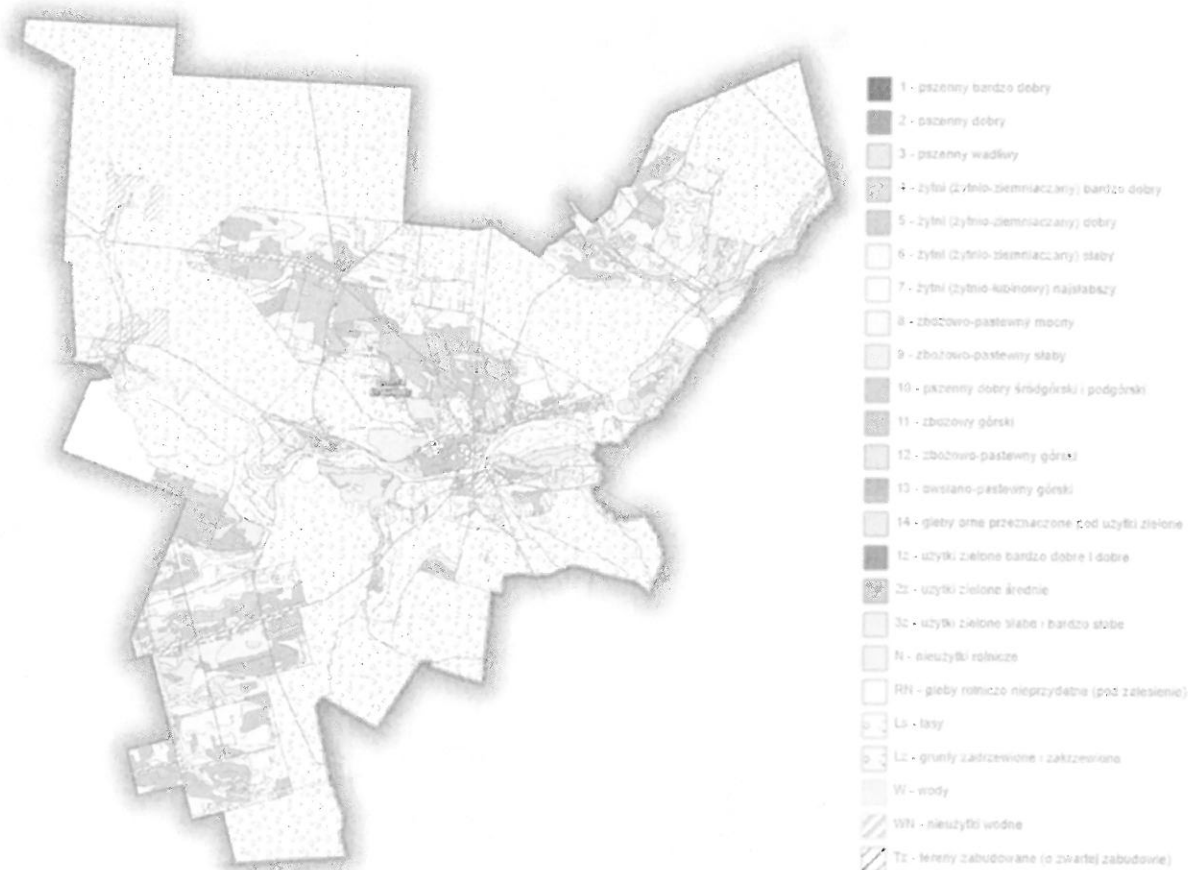 1 - pszenny bardzo dobry
2 - pszenny dobry
3 - pszenny wadliwy
4 - żytni (żytnio-ziemniaczany) bardzo dobry
5 - żytni (żytnio-ziemniaczany) dobry
6 - żytni (żytnio-ziemniaczany) słaby
7 - żytni (żytnio-łubinowy) najsłabszy
8 - zbożowo-pastewny mocny
9 - zbożowo-pastewny słaby
10 - pszenny dobry śródgórski i podgórski
11 - zbożowy górski
12 - zbożowo-pastewny górski
13 - owsiano-pastewny górski
14 - gleby orne przeznaczone pod użytki zielone
1z - użytki zielone bardzo dobre i dobre
2z - użytki zielone średnie
3z - użytki zielone słabe i bardzo słabe
N - nieużytki rolnicze
RN - gleby rolniczo nieprzydatne (pod zalesienie)
Ls - lasy
Lz - grunty zadrzewione i zakrzewione
W - wody
WN - nieużytki wodne
Tz - tereny zabudowane (o zwartej zabudowie)